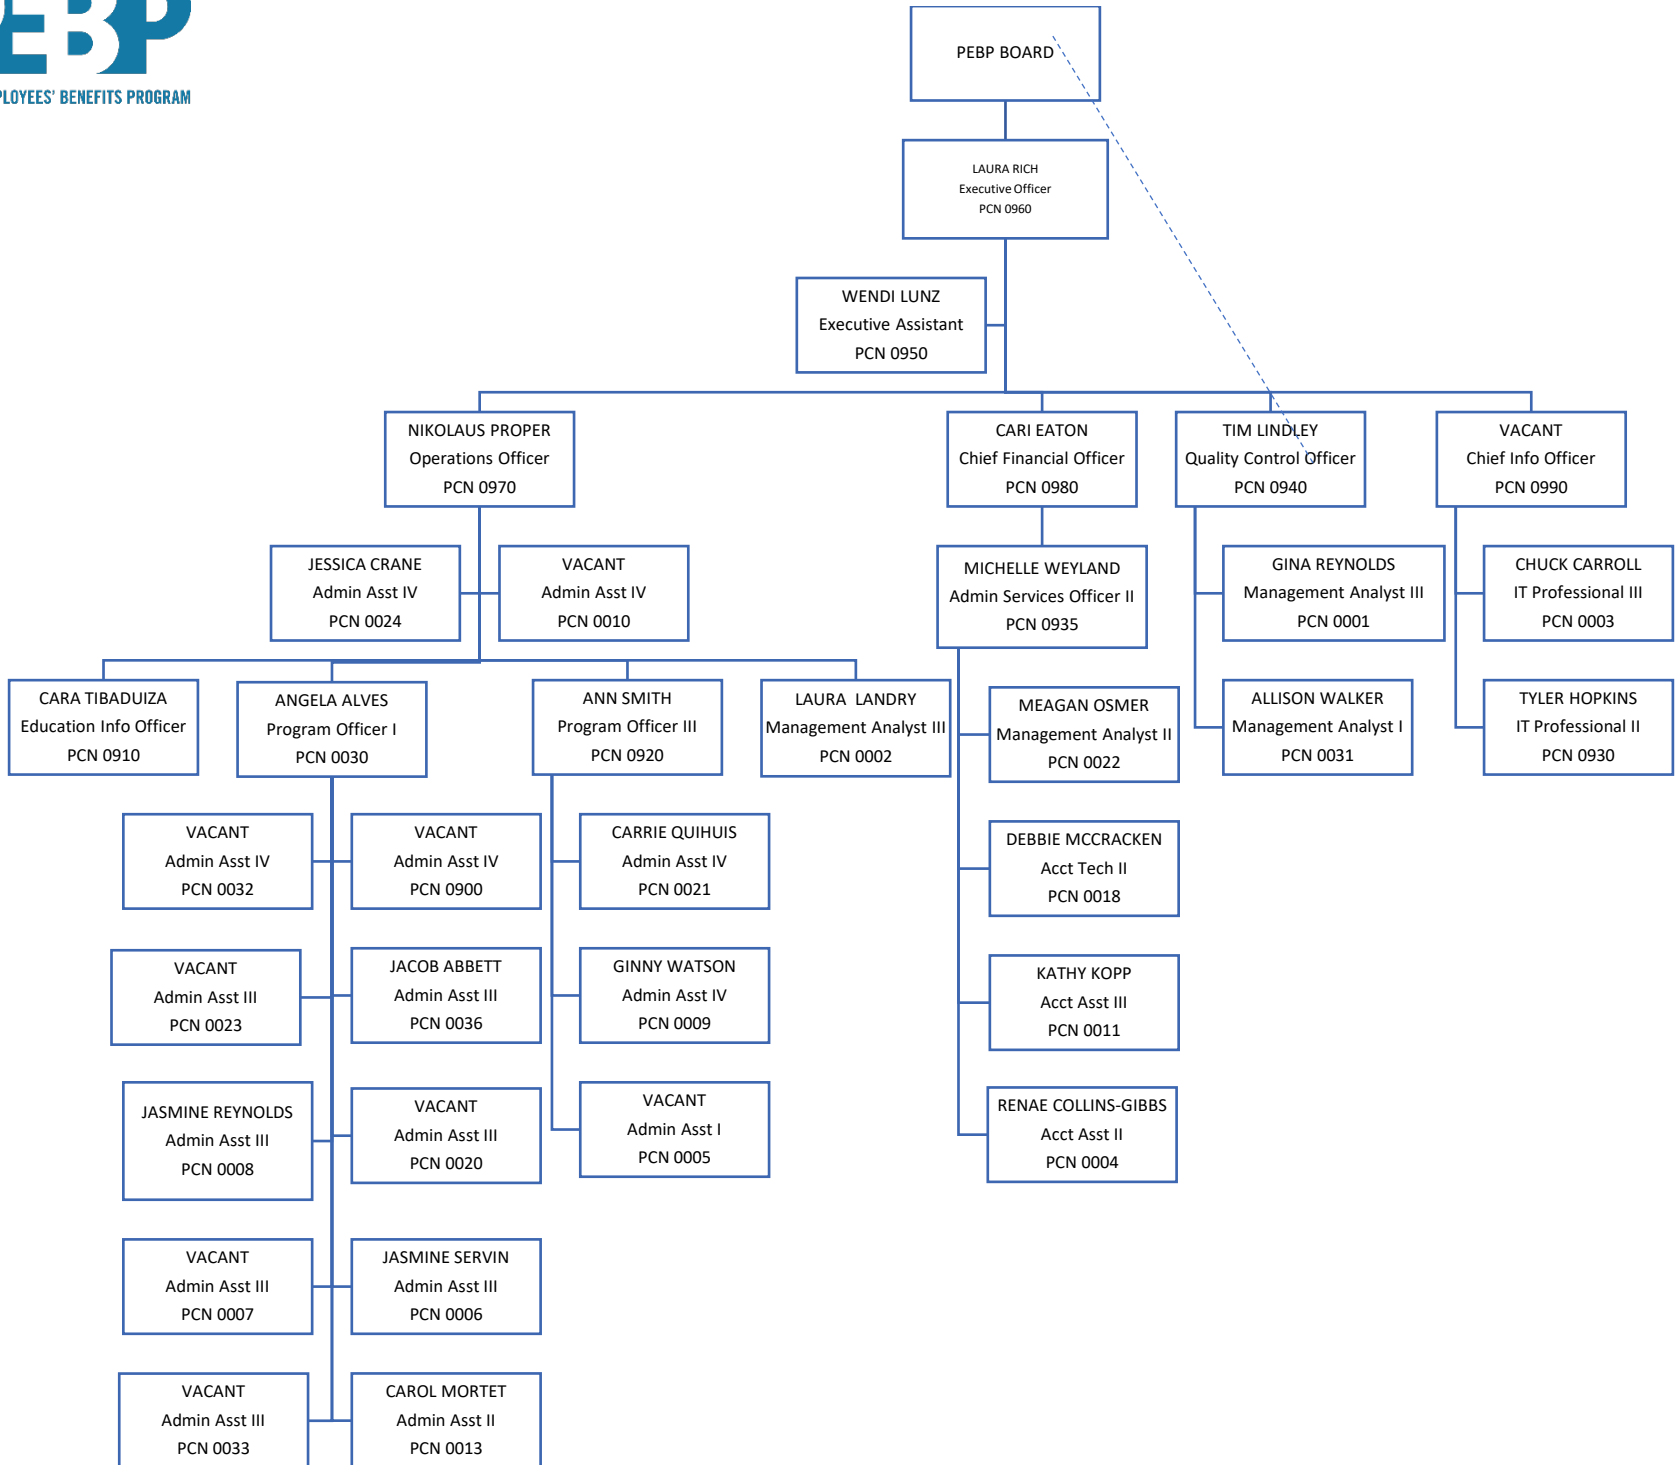 EBP
PLOYEES' BENEFITS PROGRAM
PEBP BOARD
LAURA RICH
Executive Officer
PCN 0960
WENDI LUNZ
Executive Assistant
PCN 0950
NIKOLAUS PROPER
Operations Officer
PCN 0970
CARI EATON
Chief Financial Officer
PCN 0980
TIM LINDLEY
Quality Control Officer
PCN 0940
VACANT
Chief Info Officer
PCN 0990
JESSICA CRANE
Admin Asst IV
PCN 0024
VACANT
Admin Asst IV
PCN 0010
MICHELLE WEYLAND
Admin Services Officer II
PCN 0935
GINA REYNOLDS
Management Analyst III
PCN 0001
CHUCK CARROLL
IT Professional III
PCN 0003
CARA TIBADUIZA
Education Info Officer
PCN 0910
ANGELA ALVES
Program Officer I
PCN 0030
ANN SMITH
Program Officer III
PCN 0920
LAURA LANDRY
Management Analyst III
PCN 0002
MEAGAN OSMER
Management Analyst II
PCN 0022
ALLISON WALKER
Management Analyst I
PCN 0031
TYLER HOPKINS
IT Professional II
PCN 0930
VACANT
Admin Asst IV
PCN 0032
VACANT
Admin Asst IV
PCN 0900
CARRIE QUIHUIS
Admin Asst IV
PCN 0021
DEBBIE MCCRACKEN
Acct Tech II
PCN 0018
VACANT
Admin Asst III
PCN 0023
JACOB ABBETT
Admin Asst III
PCN 0036
GINNY WATSON
Admin Asst IV
PCN 0009
KATHY KOPP
Acct Asst III
PCN 0011
JASMINE REYNOLDS
Admin Asst III
PCN 0008
VACANT
Admin Asst III
PCN 0020
VACANT
Admin Asst I
PCN 0005
RENAE COLLINS-GIBBS
Acct Asst II
PCN 0004
VACANT
Admin Asst III
PCN 0007
JASMINE SERVIN
Admin Asst III
PCN 0006
VACANT
Admin Asst III
PCN 0033
CAROL MORTET
Admin Asst II
PCN 0013